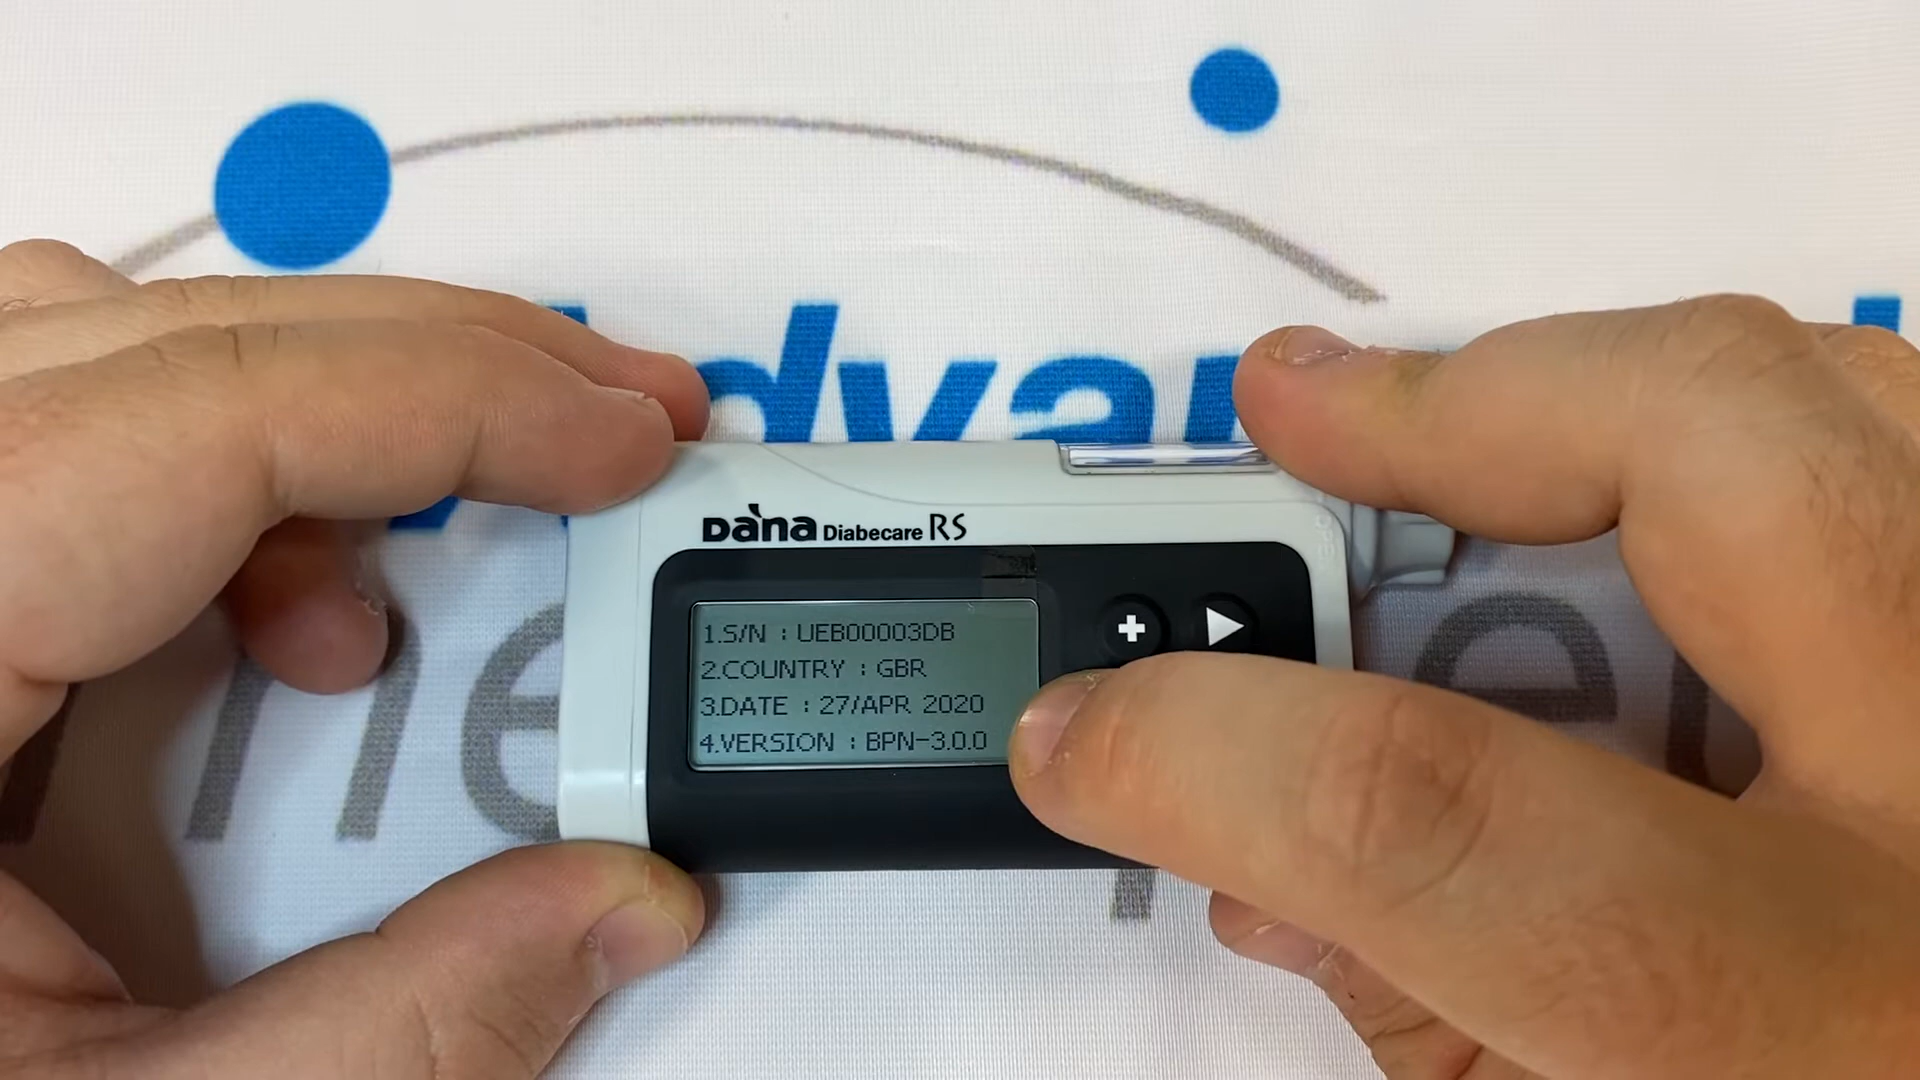 Dana Diabecare RS
1.S/N : UEB00003DB
2.COUNTRY : GBR
3.DATE : 27/APR 2020
4.VERSION : BPN-3.0.0